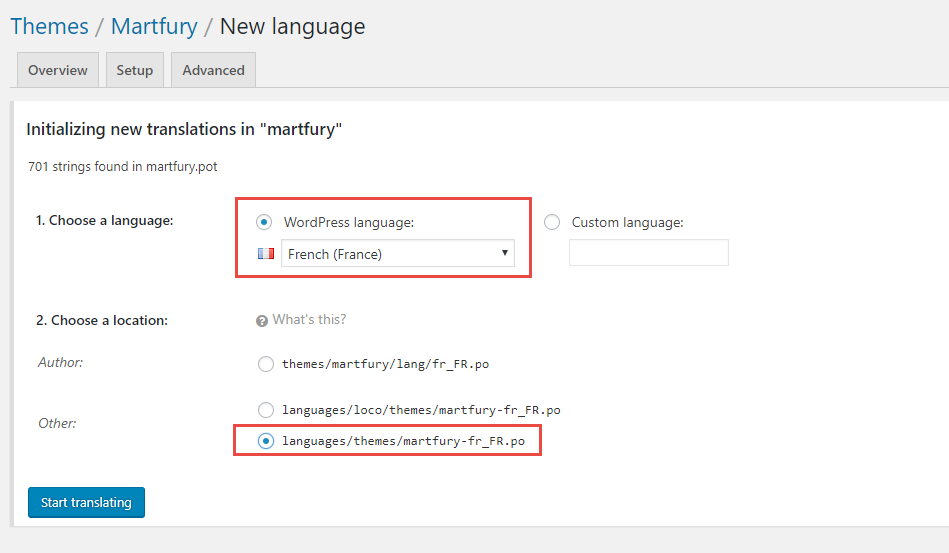 Themes / Martfury / New language
Overview Setup Advanced
Initializing new translations in "martfury"
701 strings found in martfury.pot
1. Choose a language: WordPress language: Custom language:
French (France)
2. Choose a location: What's this?
Author: themes/martfury/lang/fr_FR.po
Other: languages/loco/themes/martfury-fr_FR.po
languages/themes/martfury-fr_FR.po
Start translating